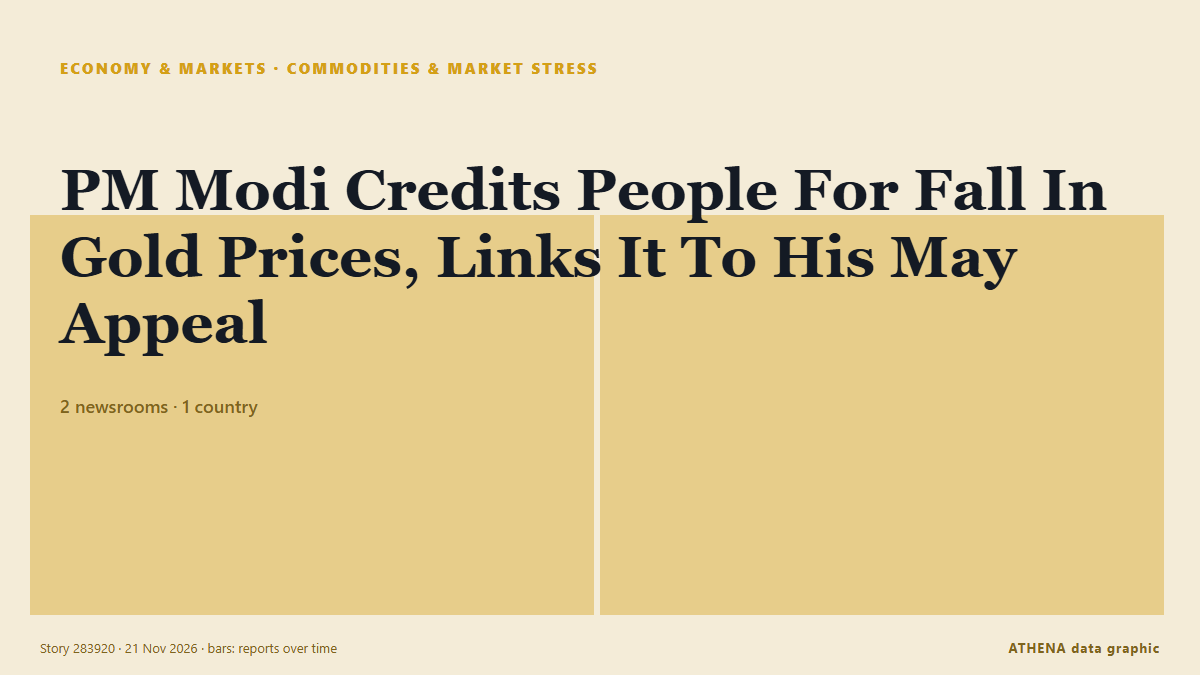 ECONOMY & MARKETS · COMMODITIES & MARKET STRESS
PM Modi Credits People For Fall In
Gold Prices, Links It To His May
Appeal
2 newsrooms · 1 country
Story 283920 · 21 Nov 2026 · bars: reports over time
ATHENA data graphic